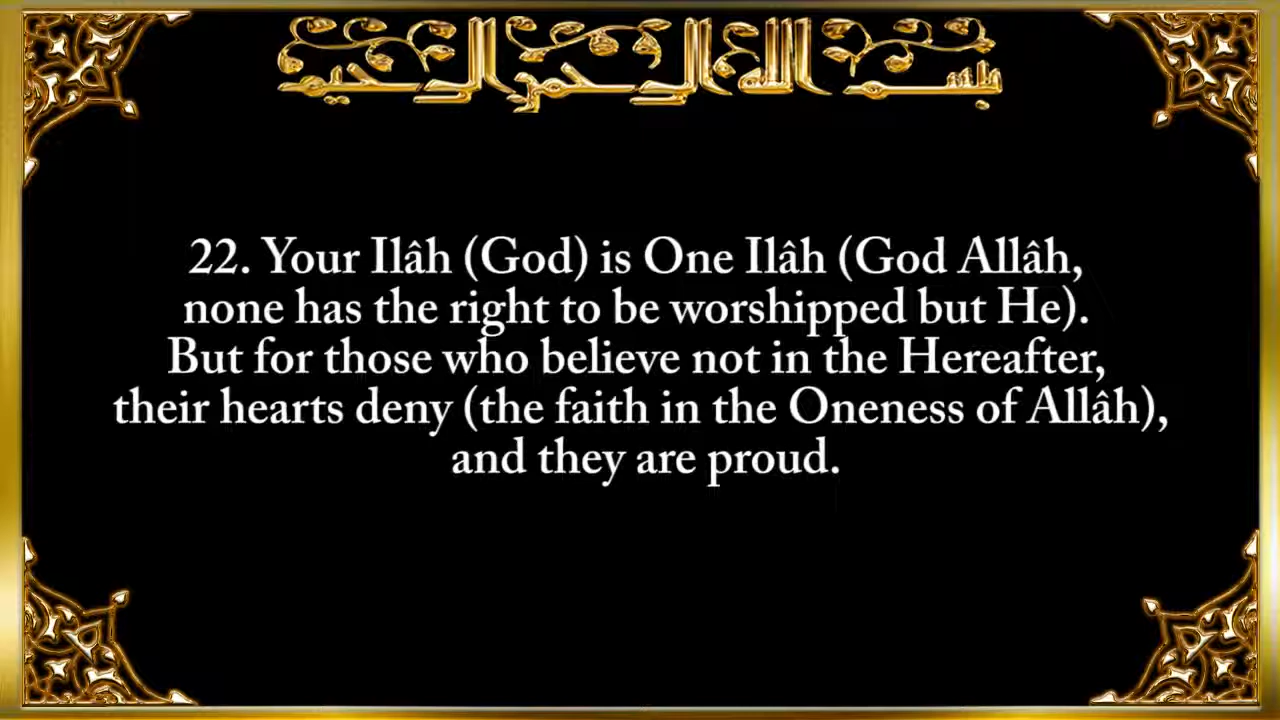 بسم الله الرحمن الرحيم
22. Your Ilâh (God) is One Ilâh (God Allâh,
none has the right to be worshipped but He).
But for those who believe not in the Hereafter,
their hearts deny (the faith in the Oneness of Allâh),
and they are proud.